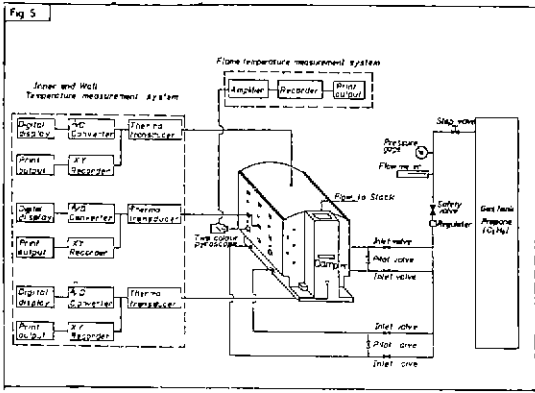 Fig 5
Flame temperature measurement system
Amplifier
Recorder
Print output
Inner and Wall
Temperature measurement system
Digital display
A/D Converter
Thermo transducer
Print output
XY Recorder
Digital display
A/D Converter
Thermo transducer
Print output
XY Recorder
Digital display
A/D Converter
Thermo transducer
Print output
XY Recorder
Two colour pyroscope
Flow to Stack
Damper
Stop valve
Pressure gage
Flow meter
Safety valve
Regulator
Gas tank
Propane
(C3H8)
Inlet valve
Pilot valve
Inlet valve
Inlet valve
Pilot
Inlet